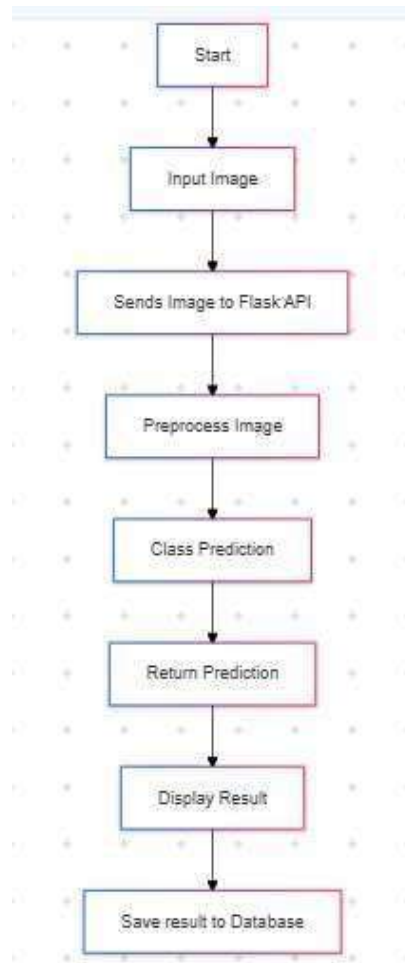 Start
Input Image
Sends Image to Flask API
Preprocess Image
Class Prediction
Return Prediction
Display Result
Save result to Database